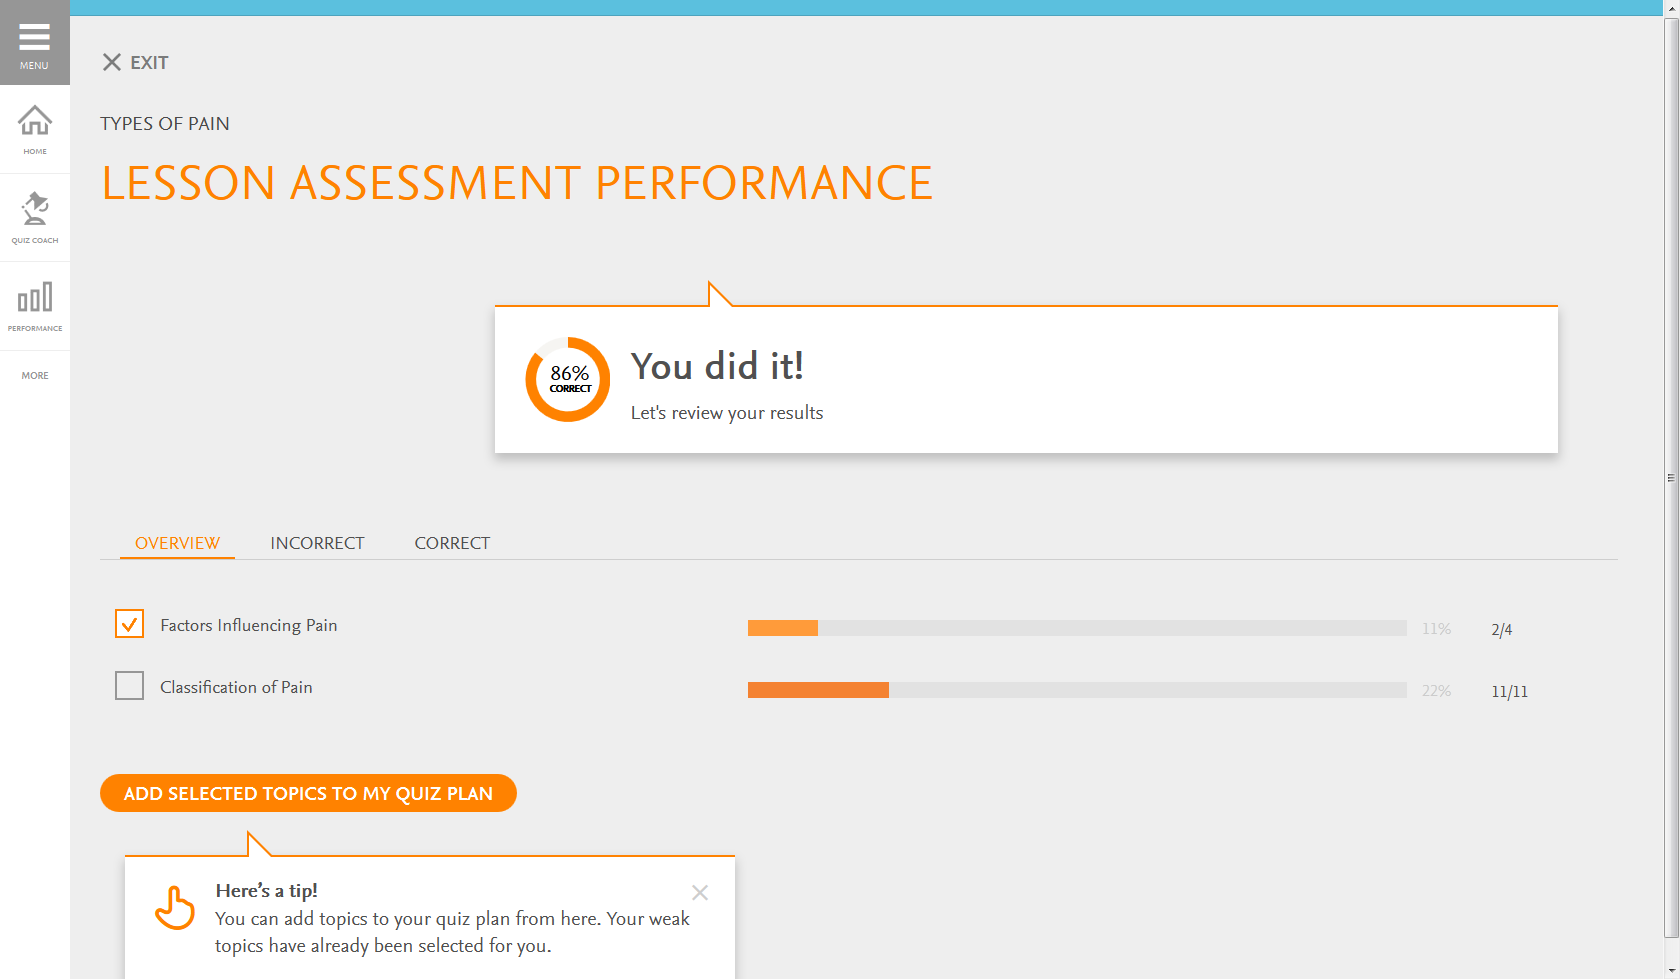 MENU
HOME
QUIZ COACH
PERFORMANCE
MORE
EXIT
TYPES OF PAIN
LESSON ASSESSMENT PERFORMANCE
86%
CORRECT
You did it!
Let's review your results
OVERVIEW INCORRECT CORRECT
Factors Influencing Pain 11% 2/4
Classification of Pain 22% 11/11
ADD SELECTED TOPICS TO MY QUIZ PLAN
Here’s a tip!
You can add topics to your quiz plan from here. Your weak
topics have already been selected for you.